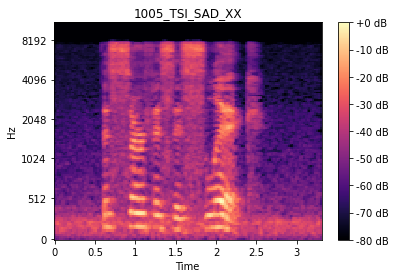 1005_TSI_SAD_XX
+0 dB
8192
-10 dB
4096
-20 dB
-30 dB
2048
Hz
-40 dB
1024
-50 dB
512
-60 dB
-70 dB
0
-80 dB
0 0.5 1 1.5 2 2.5 3
Time